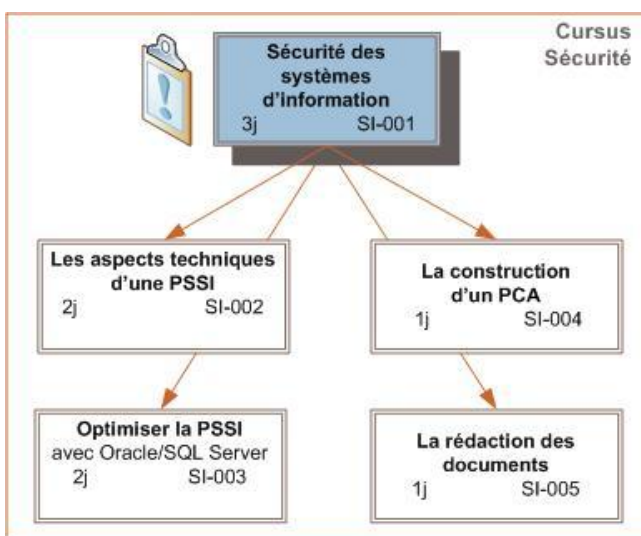 Cursus
Sécurité
Sécurité des
systèmes
d'information
3j SI-001
Les aspects techniques
d'une PSSI
2j SI-002
La construction
d'un PCA
1j SI-004
Optimiser la PSSI
avec Oracle/SQL Server
2j SI-003
La rédaction des
documents
1j SI-005